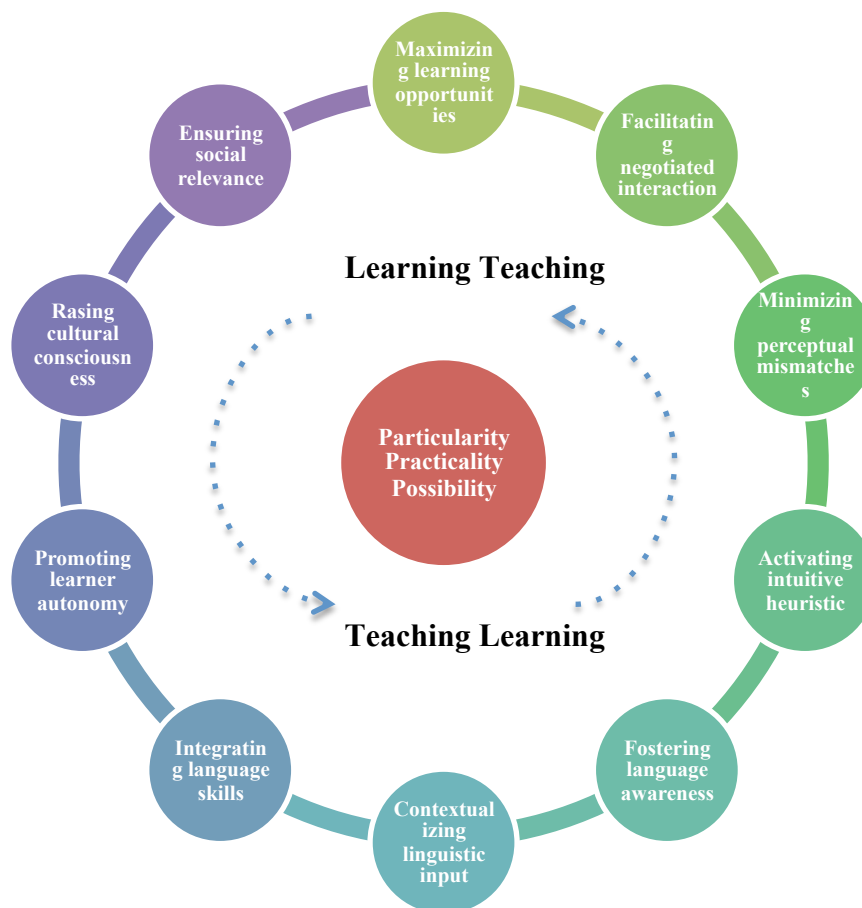 Maximizin
g learning
opportunit
ies
Facilitatin
g
negotiated
interaction
Minimizin
g
perceptual
mismatche
s
Activating
intuitive
heuristic
Fostering
language
awareness
Contextual
izing
linguistic
input
Integratin
g language
skills
Promoting
learner
autonomy
Rasing
cultural
consciousn
ess
Ensuring
social
relevance
Learning Teaching
Particularity
Practicality
Possibility
Teaching Learning